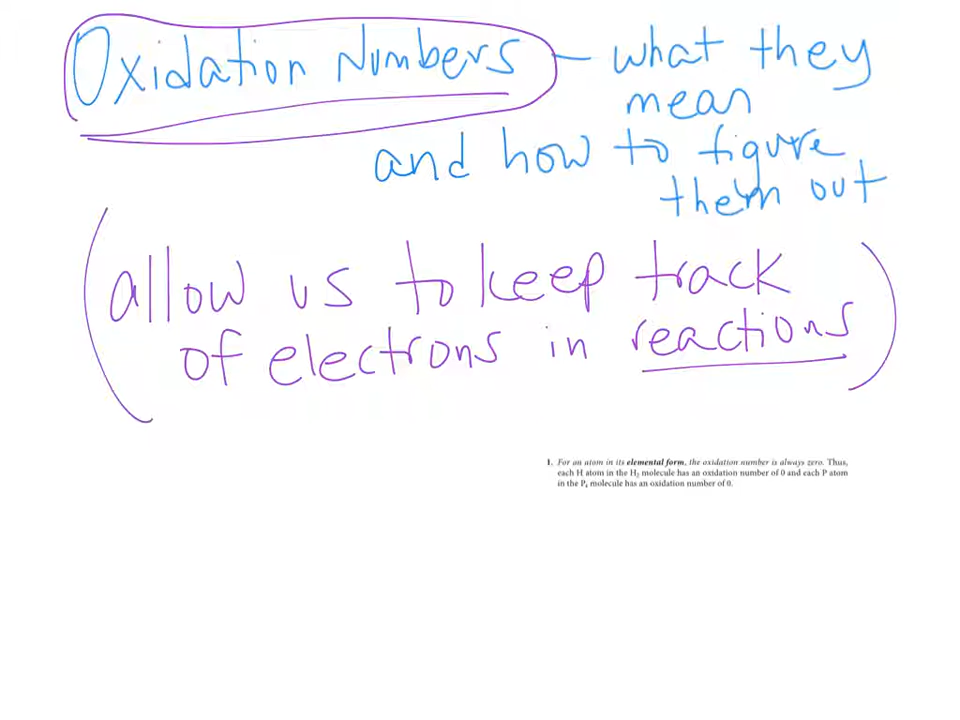 Oxidation Numbers – what they
mean
and how to figure
them out
(allow us to keep track
of electrons in reactions)
1. For an atom in its elemental form, the oxidation number is always zero. Thus,
each H atom in the H₂ molecule has an oxidation number of 0 and each P atom
in the P₄ molecule has an oxidation number of 0.